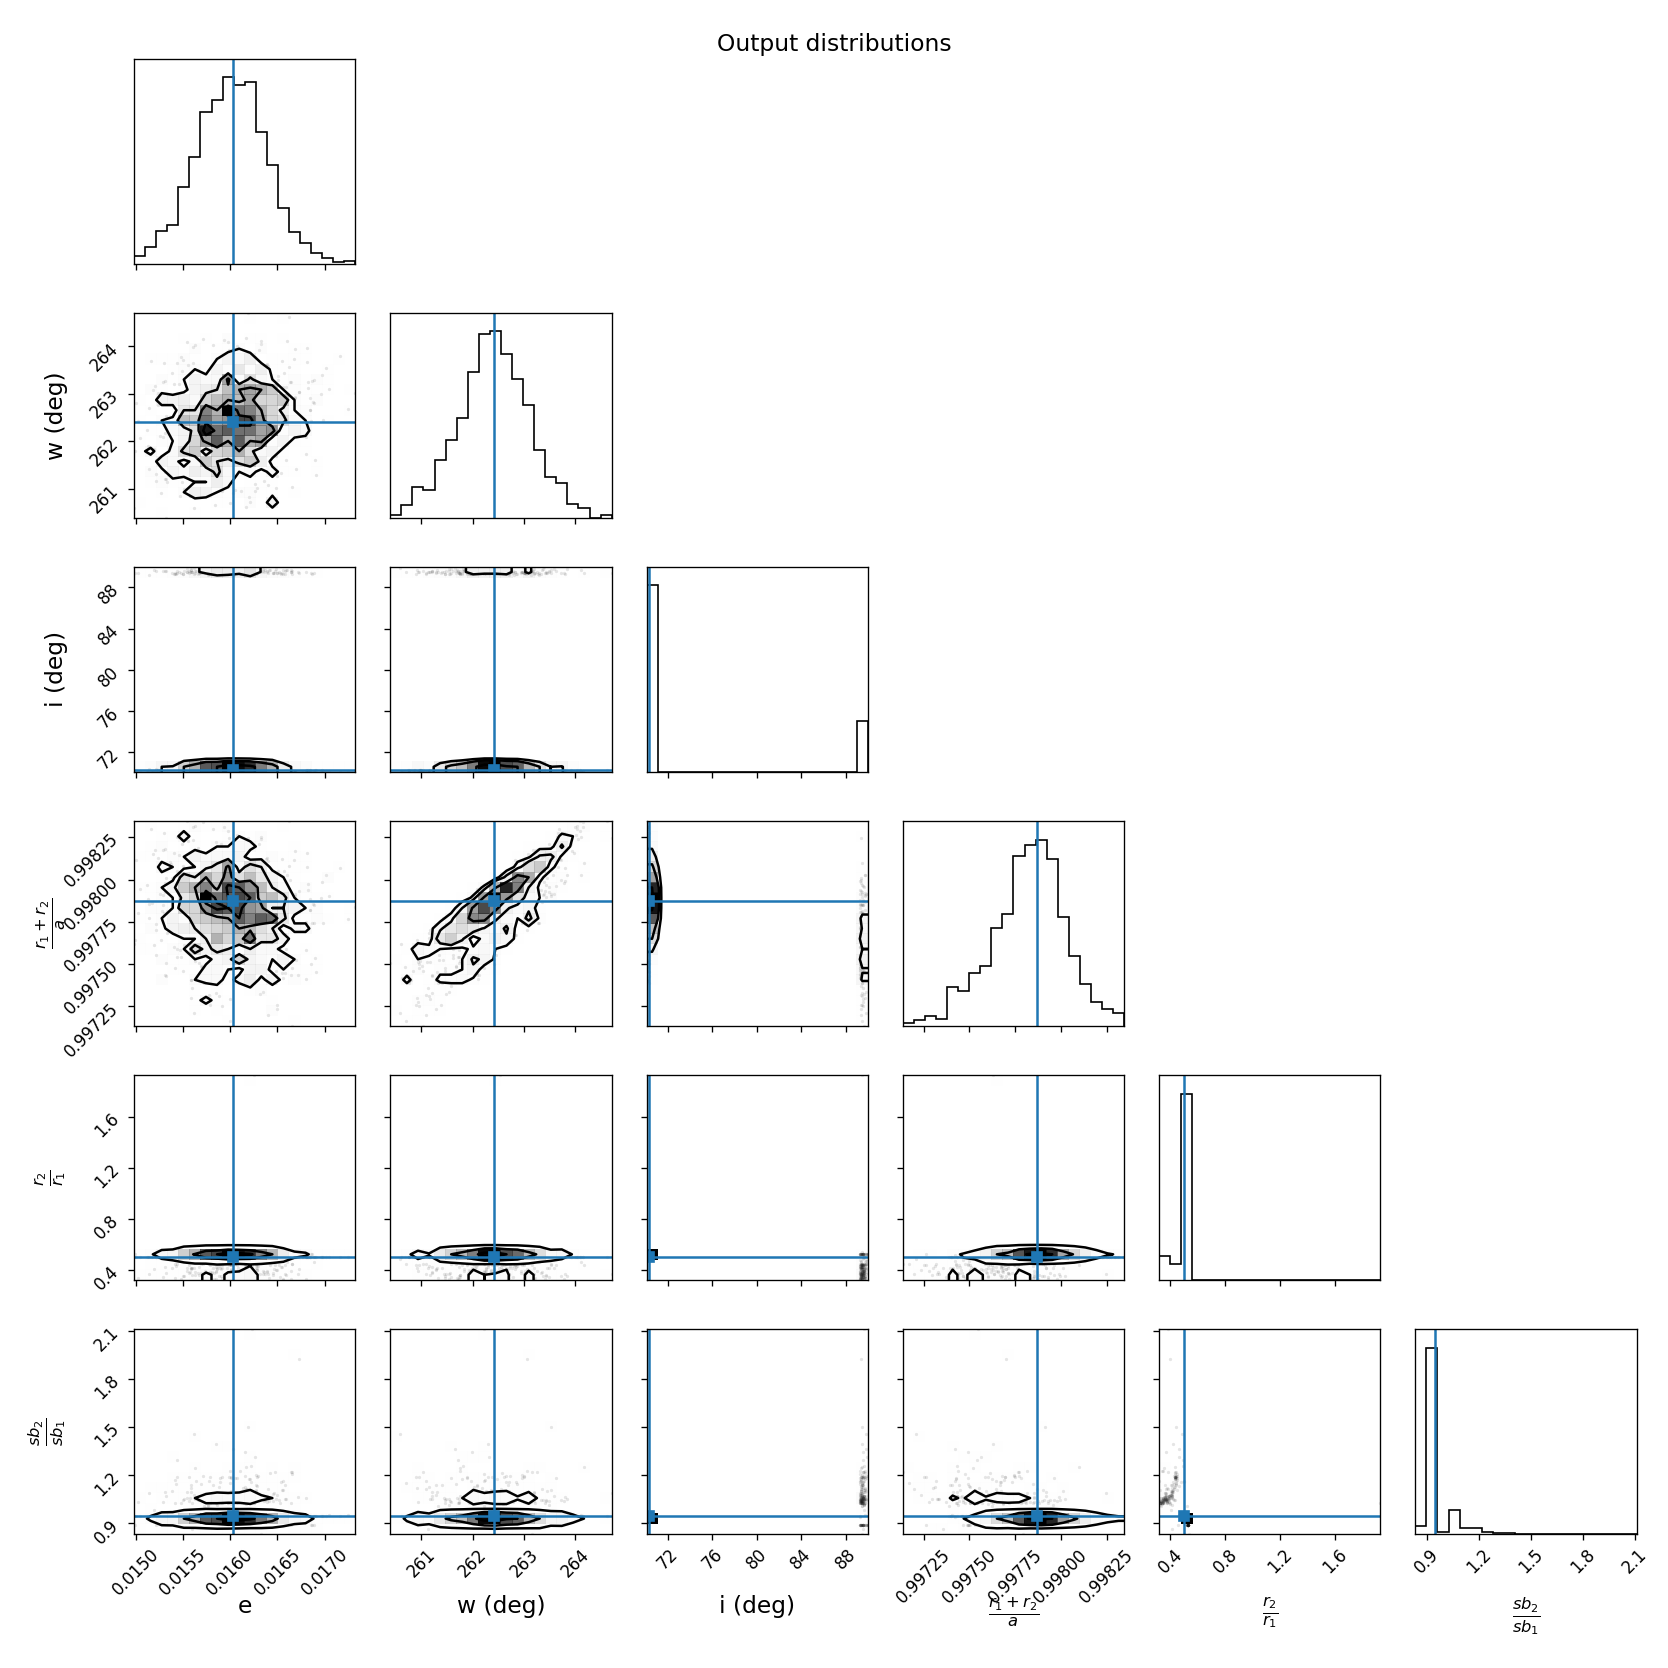 Output distributions
w (deg)
264
263
262
261
i (deg)
88
84
80
76
72
r₁ + r₂
a
0.99825
0.99800
0.99775
0.99750
0.99725
r₂
r₁
1.6
1.2
0.8
0.4
sb₂
sb₁
2.1
1.8
1.5
1.2
0.9
0.0150 0.0155 0.0160 0.0165 0.0170
261 262 263 264
72 76 80 84 88
0.99725 0.99750 0.99775 0.99800 0.99825
0.4 0.8 1.2 1.6
0.9 1.2 1.5 1.8 2.1
e
w (deg)
i (deg)
r₁ + r₂
a
r₂
r₁
sb₂
sb₁